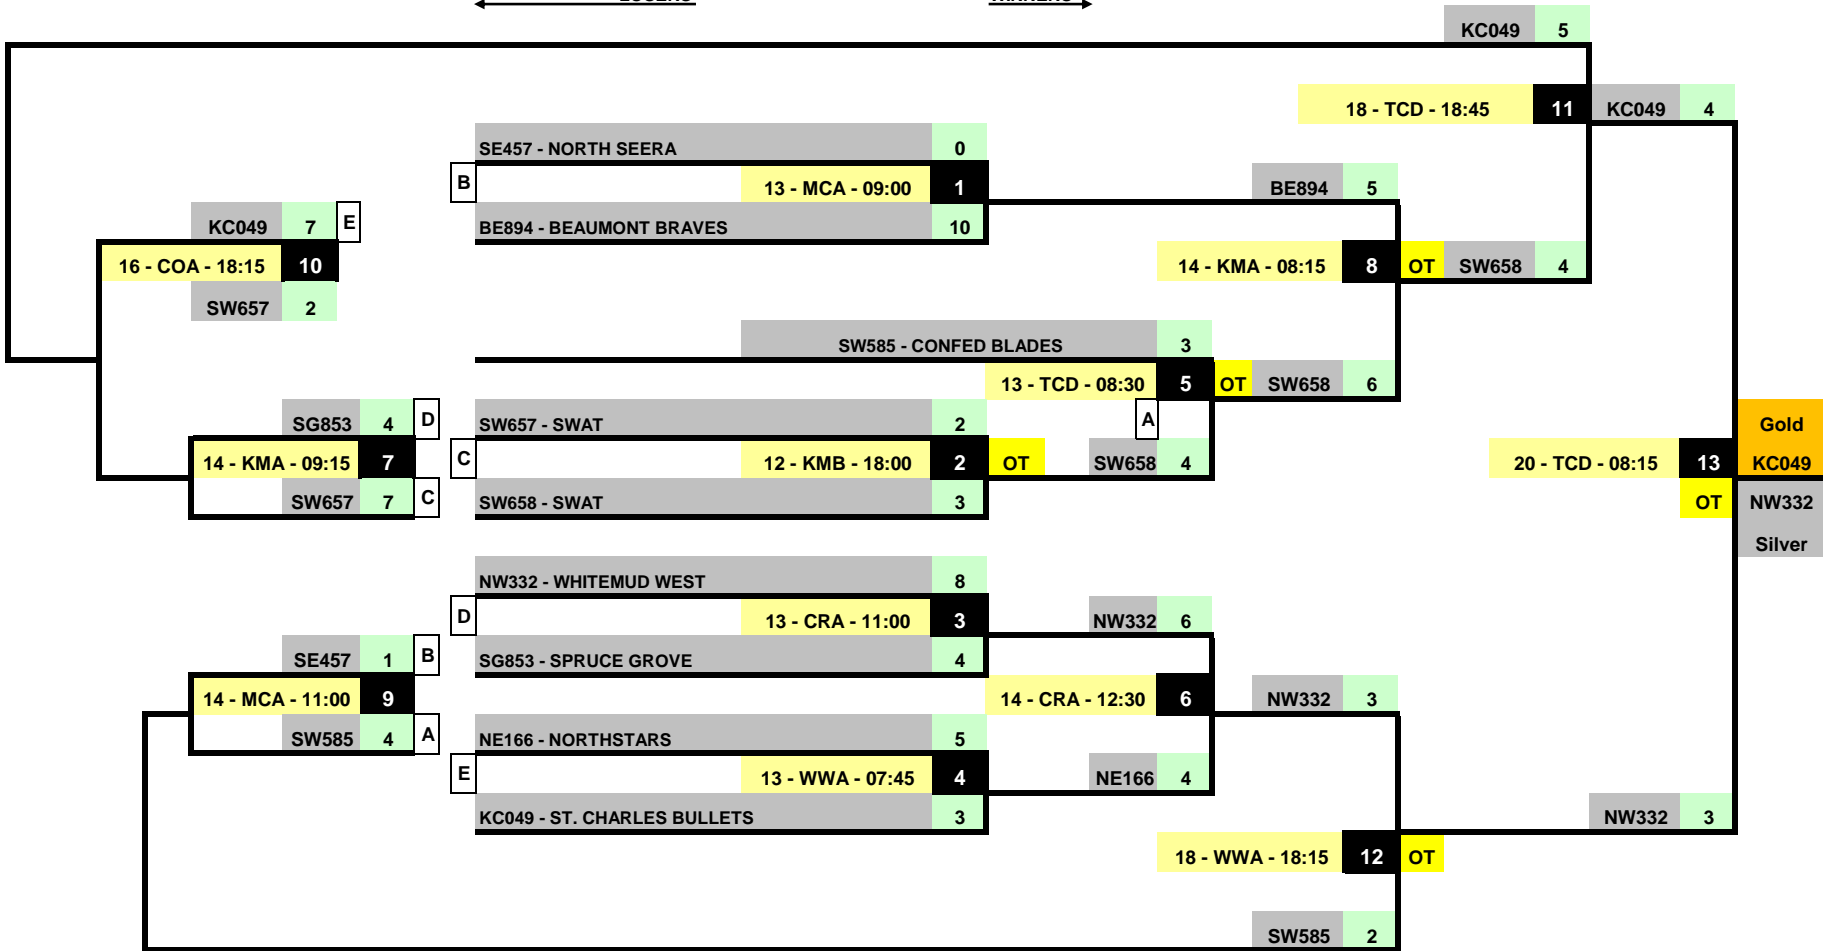 LOSERS WINNERS
KC049 5
18 - TCD - 18:45 11 KC049 4
SE457 - NORTH SEERA 0
B 13 - MCA - 09:00 1 BE894 5
KC049 7 E BE894 - BEAUMONT BRAVES 10
16 - COA - 18:15 10 14 - KMA - 08:15 8 OT SW658 4
SW657 2
SW585 - CONFED BLADES 3
13 - TCD - 08:30 5 OT SW658 6
SG853 4 D SW657 - SWAT 2 A Gold
14 - KMA - 09:15 7 C 12 - KMB - 18:00 2 OT SW658 4 20 - TCD - 08:15 13 KC049
SW657 7 C SW658 - SWAT 3 OT NW332
Silver
NW332 - WHITEMUD WEST 8
D 13 - CRA - 11:00 3 NW332 6
SE457 1 B SG853 - SPRUCE GROVE 4
14 - MCA - 11:00 9 14 - CRA - 12:30 6 NW332 3
SW585 4 A NE166 - NORTHSTARS 5
E 13 - WWA - 07:45 4 NE166 4
KC049 - ST. CHARLES BULLETS 3 NW332 3
18 - WWA - 18:15 12 OT
SW585 2